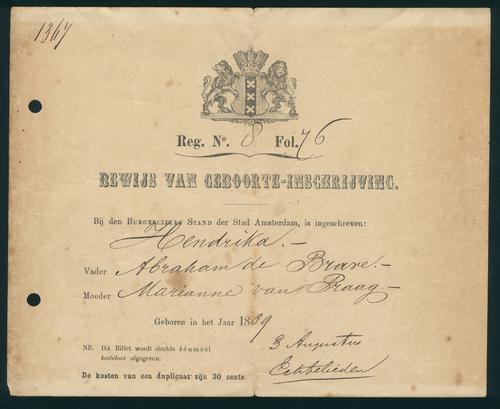 1367
Reg. No. 8 Fol. 76
BEWIJS VAN GEBOORTE-INSCHRIJVING.
Bij den BURGERLIJKEN STAND der Stad Amsterdam, is ingeschreven:
Hendrika.-
Vader Abraham de Brave.-
Moeder Marianne van Praag-
Geboren in het Jaar 1889
3 Augustus
NB. Dit Billet wordt slechts éénmaal
kosteloos afgegeven.
Echtelieden
De kosten van een duplicaat zijn 30 cents.